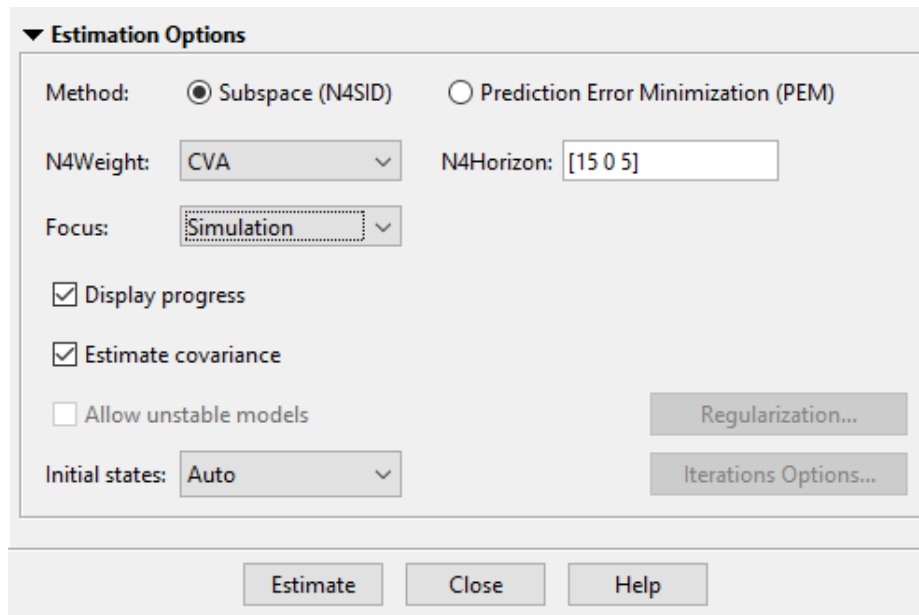 Estimation Options
Method: Subspace (N4SID) Prediction Error Minimization (PEM)
N4Weight: CVA N4Horizon: [15 0 5]
Focus: Simulation
Display progress
Estimate covariance
Allow unstable models Regularization...
Initial states: Auto Iterations Options...
Estimate Close Help